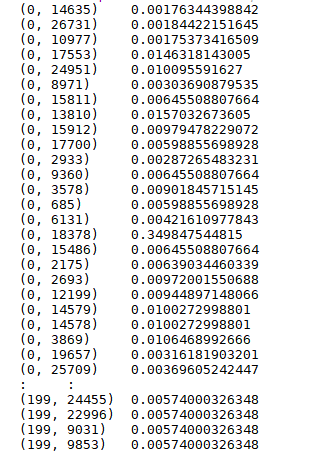 (0, 14635) 0.00176344398842
(0, 26731) 0.00184422151645
(0, 10977) 0.00175373416509
(0, 17553) 0.0146318143005
(0, 24951) 0.010095591627
(0, 8971) 0.00303690879535
(0, 15811) 0.00645508807664
(0, 13810) 0.0157032673605
(0, 15912) 0.00979478229072
(0, 17700) 0.00598855698928
(0, 2933) 0.00287265483231
(0, 9360) 0.00645508807664
(0, 3578) 0.00901845715145
(0, 685) 0.00598855698928
(0, 6131) 0.00421610977843
(0, 18378) 0.349847544815
(0, 15486) 0.00645508807664
(0, 2175) 0.00639034460339
(0, 2693) 0.00972001550688
(0, 12199) 0.00944897148066
(0, 14579) 0.0100272998801
(0, 14578) 0.0100272998801
(0, 3869) 0.0106468992666
(0, 19657) 0.00316181903201
(0, 25709) 0.00369605242447
: :
(199, 24455) 0.00574000326348
(199, 22996) 0.00574000326348
(199, 9031) 0.00574000326348
(199, 9853) 0.00574000326348